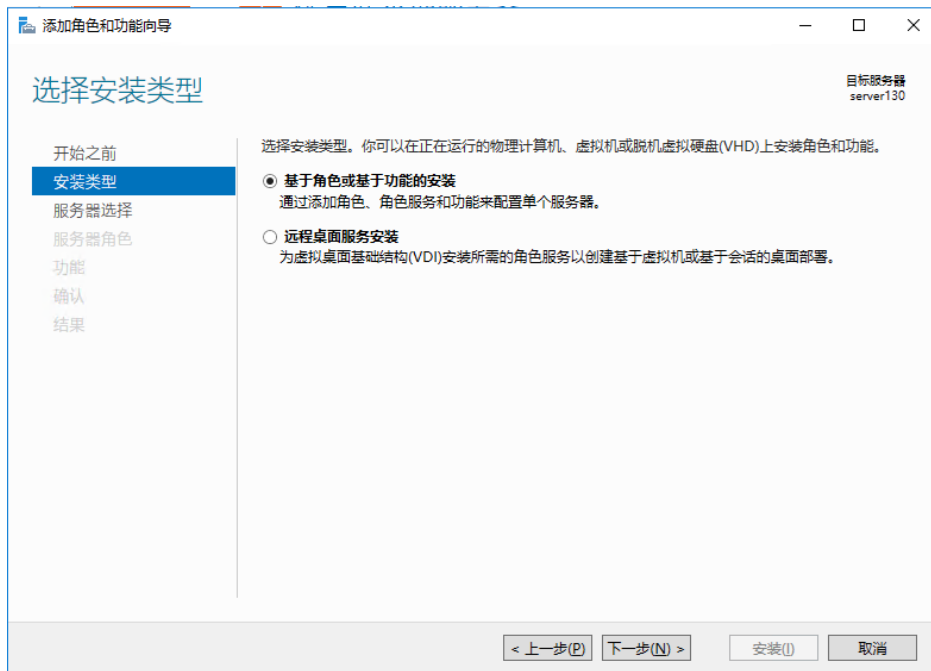 添加角色和功能向导
选择安装类型
目标服务器
server130
开始之前
安装类型
服务器选择
服务器角色
功能
确认
结果
选择安装类型。你可以在正在运行的物理计算机、虚拟机或脱机虚拟硬盘(VHD)上安装角色和功能。
基于角色或基于功能的安装
通过添加角色、角色服务和功能来配置单个服务器。
远程桌面服务安装
为虚拟桌面基础结构(VDI)安装所需的角色服务以创建基于虚拟机或基于会话的桌面部署。
< 上一步(P) 下一步(N) > 安装(I) 取消